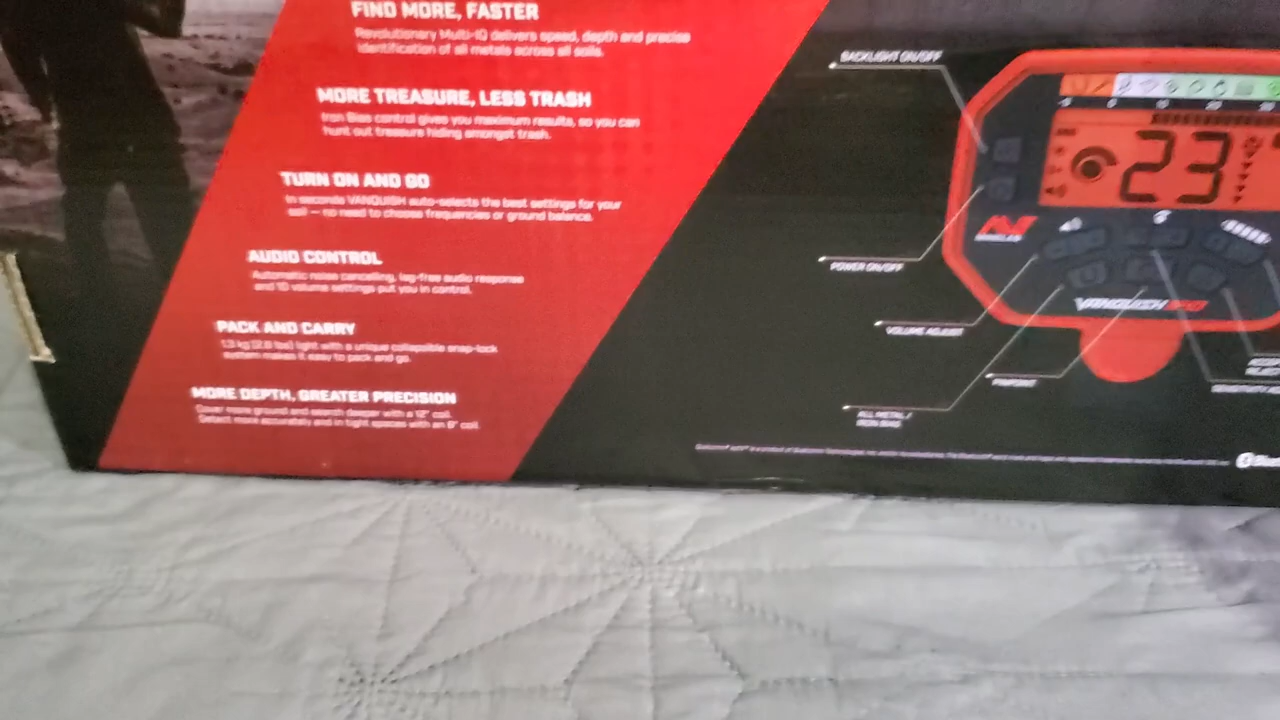 FIND MORE, FASTER
Revolutionary Multi-IQ delivers speed, depth and precise
identification of all metals across all soils.
MORE TREASURE, LESS TRASH
Iron Bias control gives you maximum results, so you can
hunt out treasure hiding amongst trash.
TURN ON AND GO
In seconds VANQUISH auto-selects the best settings for your
soil — no need to choose frequencies or ground balance.
AUDIO CONTROL
Automatic noise cancelling, lag-free audio response
and 10 volume settings put you in control.
PACK AND CARRY
1.3 kg (2.8 lbs) light with a unique collapsible snap-lock
system makes it easy to pack and go.
MORE DEPTH, GREATER PRECISION
Cover more ground and search deeper with a 12" coil.
Detect more accurately and in tight spaces with an 8" coil.
BACKLIGHT ON/OFF
23
MINELAB
POWER ON/OFF
VANQUISH
VOLUME ADJUST
PINPOINT
ALL METAL/
IRON BIAS